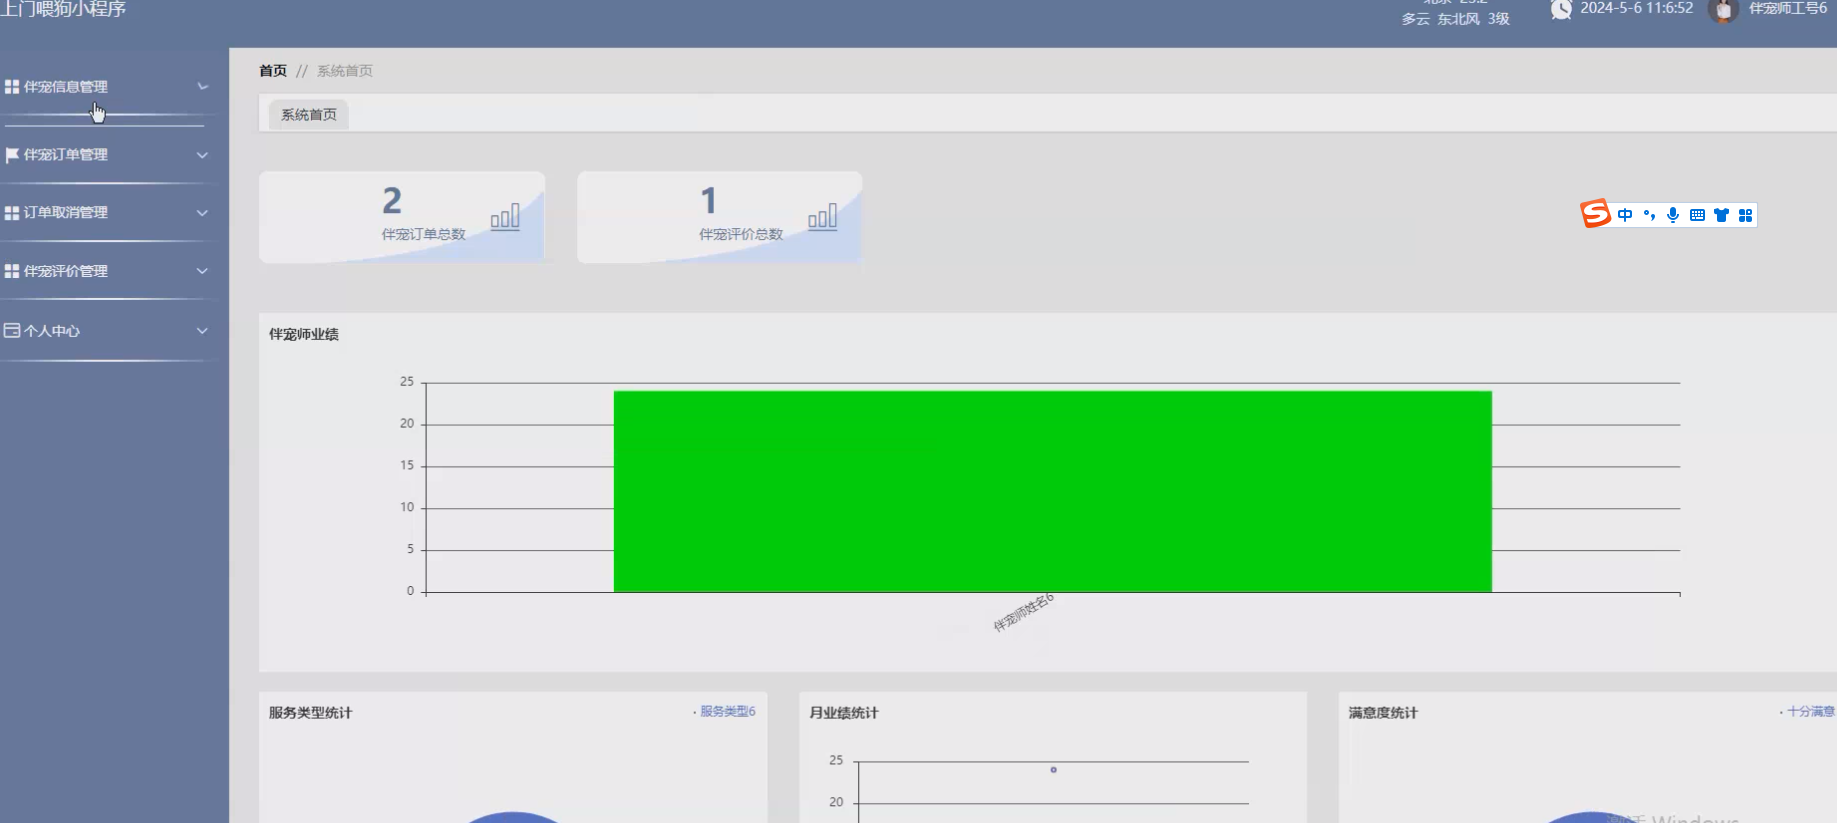 上门喂狗小程序
多云 东北风 3级
2024-5-6 11:6:52
伴宠师工号6
伴宠信息管理
伴宠订单管理
订单取消管理
伴宠评价管理
个人中心
首页 // 系统首页
系统首页
2
伴宠订单总数
1
伴宠评价总数
中
伴宠师业绩
25
20
15
10
5
0
伴宠师姓名6
服务类型统计
服务类型6
月业绩统计
25
20
满意度统计
十分满意